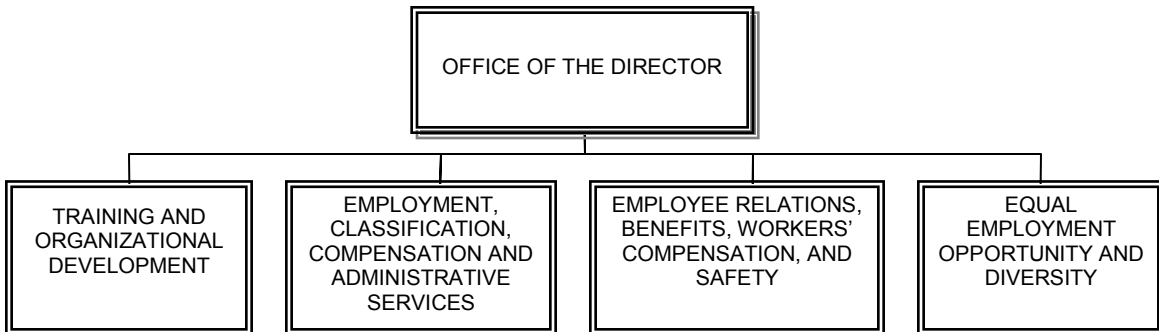 OFFICE OF THE DIRECTOR
TRAINING AND
ORGANIZATIONAL
DEVELOPMENT
EMPLOYMENT,
CLASSIFICATION,
COMPENSATION AND
ADMINISTRATIVE
SERVICES
EMPLOYEE RELATIONS,
BENEFITS, WORKERS’
COMPENSATION, AND
SAFETY
EQUAL
EMPLOYMENT
OPPORTUNITY AND
DIVERSITY